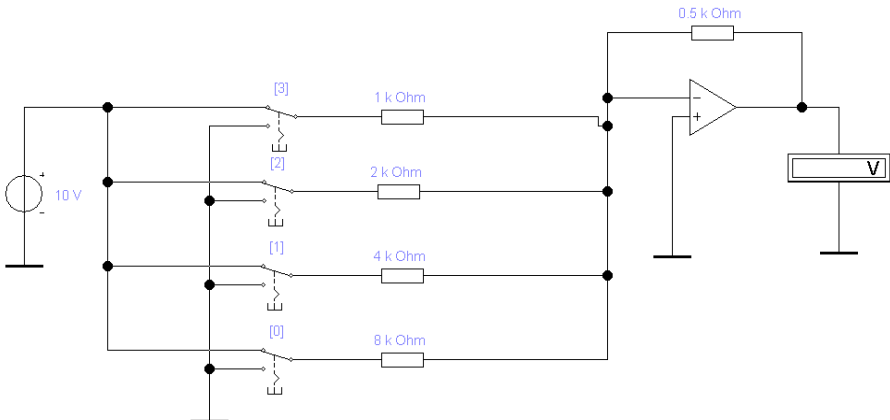 0.5 k Ohm
[3]
1 k Ohm
[2]
2 k Ohm
10 V
V
[1]
4 k Ohm
[0]
8 k Ohm